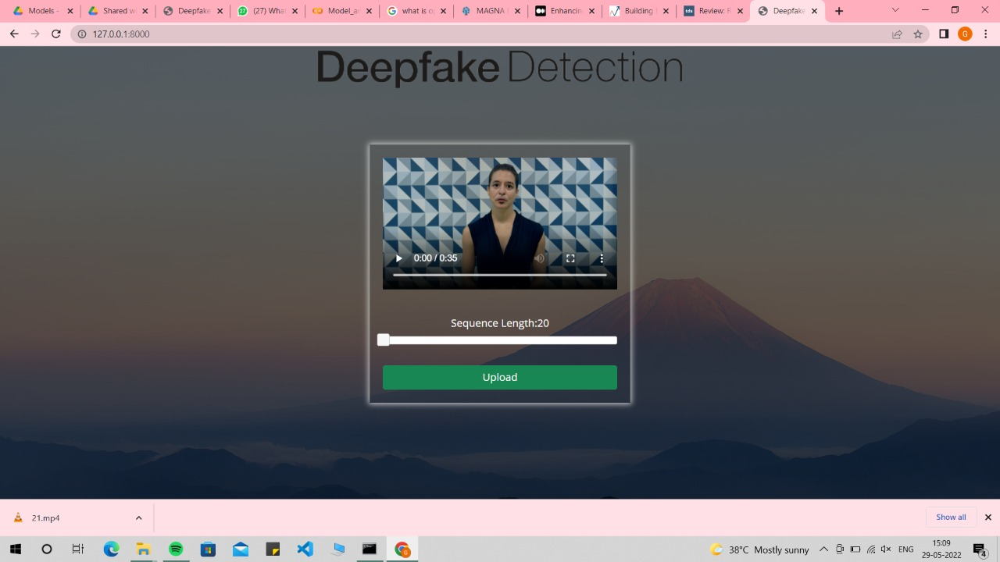 Models -
Shared w
Deepfake
(27) What
Model_a
what is o
MAGNA
Enhancin
Building
Review: R
Deepfake
127.0.0.1:8000
G
Deepfake Detection
0:00 / 0:35
Sequence Length:20
Upload
21.mp4
Show all
38°C Mostly sunny
ENG
15:09
29-05-2022
4